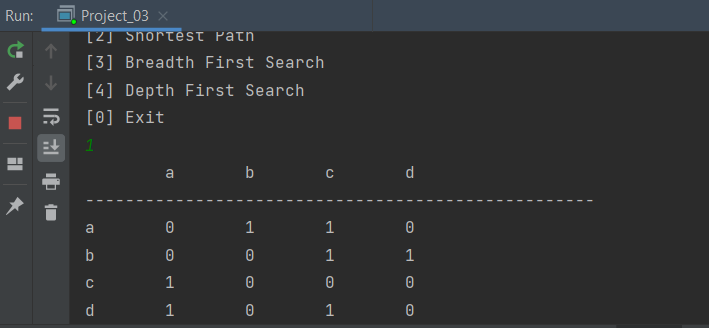 Run: Project_03
[2] Shortest Path
[3] Breadth First Search
[4] Depth First Search
[0] Exit
1
a b c d
---------------------------------------------------
a 0 1 1 0
b 0 0 1 1
c 1 0 0 0
d 1 0 1 0